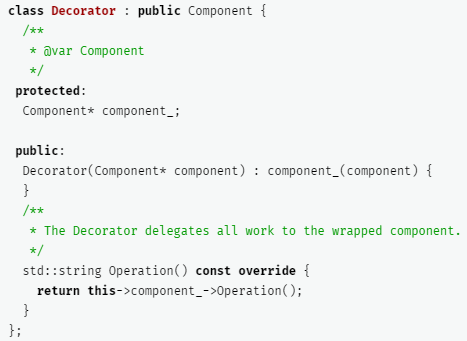 class Decorator : public Component {
  /**
   * @var Component
   */
 protected:
  Component* component_;

 public:
  Decorator(Component* component) : component_(component) {
  }
  /**
   * The Decorator delegates all work to the wrapped component.
   */
  std::string Operation() const override {
    return this->component_->Operation();
  }
};